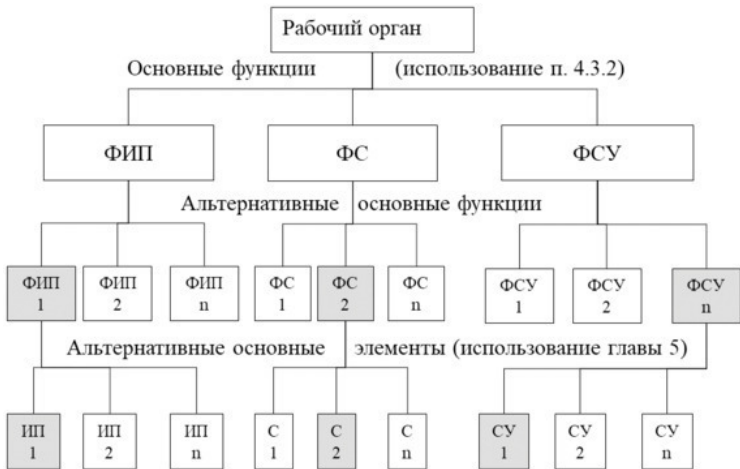 Рабочий орган
Основные функции (использование п. 4.3.2)
ФИП ФС ФСУ
Альтернативные основные функции
ФИП ФИП ФИП ФС ФС ФС ФСУ ФСУ ФСУ
1 2 n 1 2 n 1 2 n
Альтернативные основные элементы (использование главы 5)
ИП ИП ИП С С С СУ СУ СУ
1 2 n 1 2 n 1 2 n